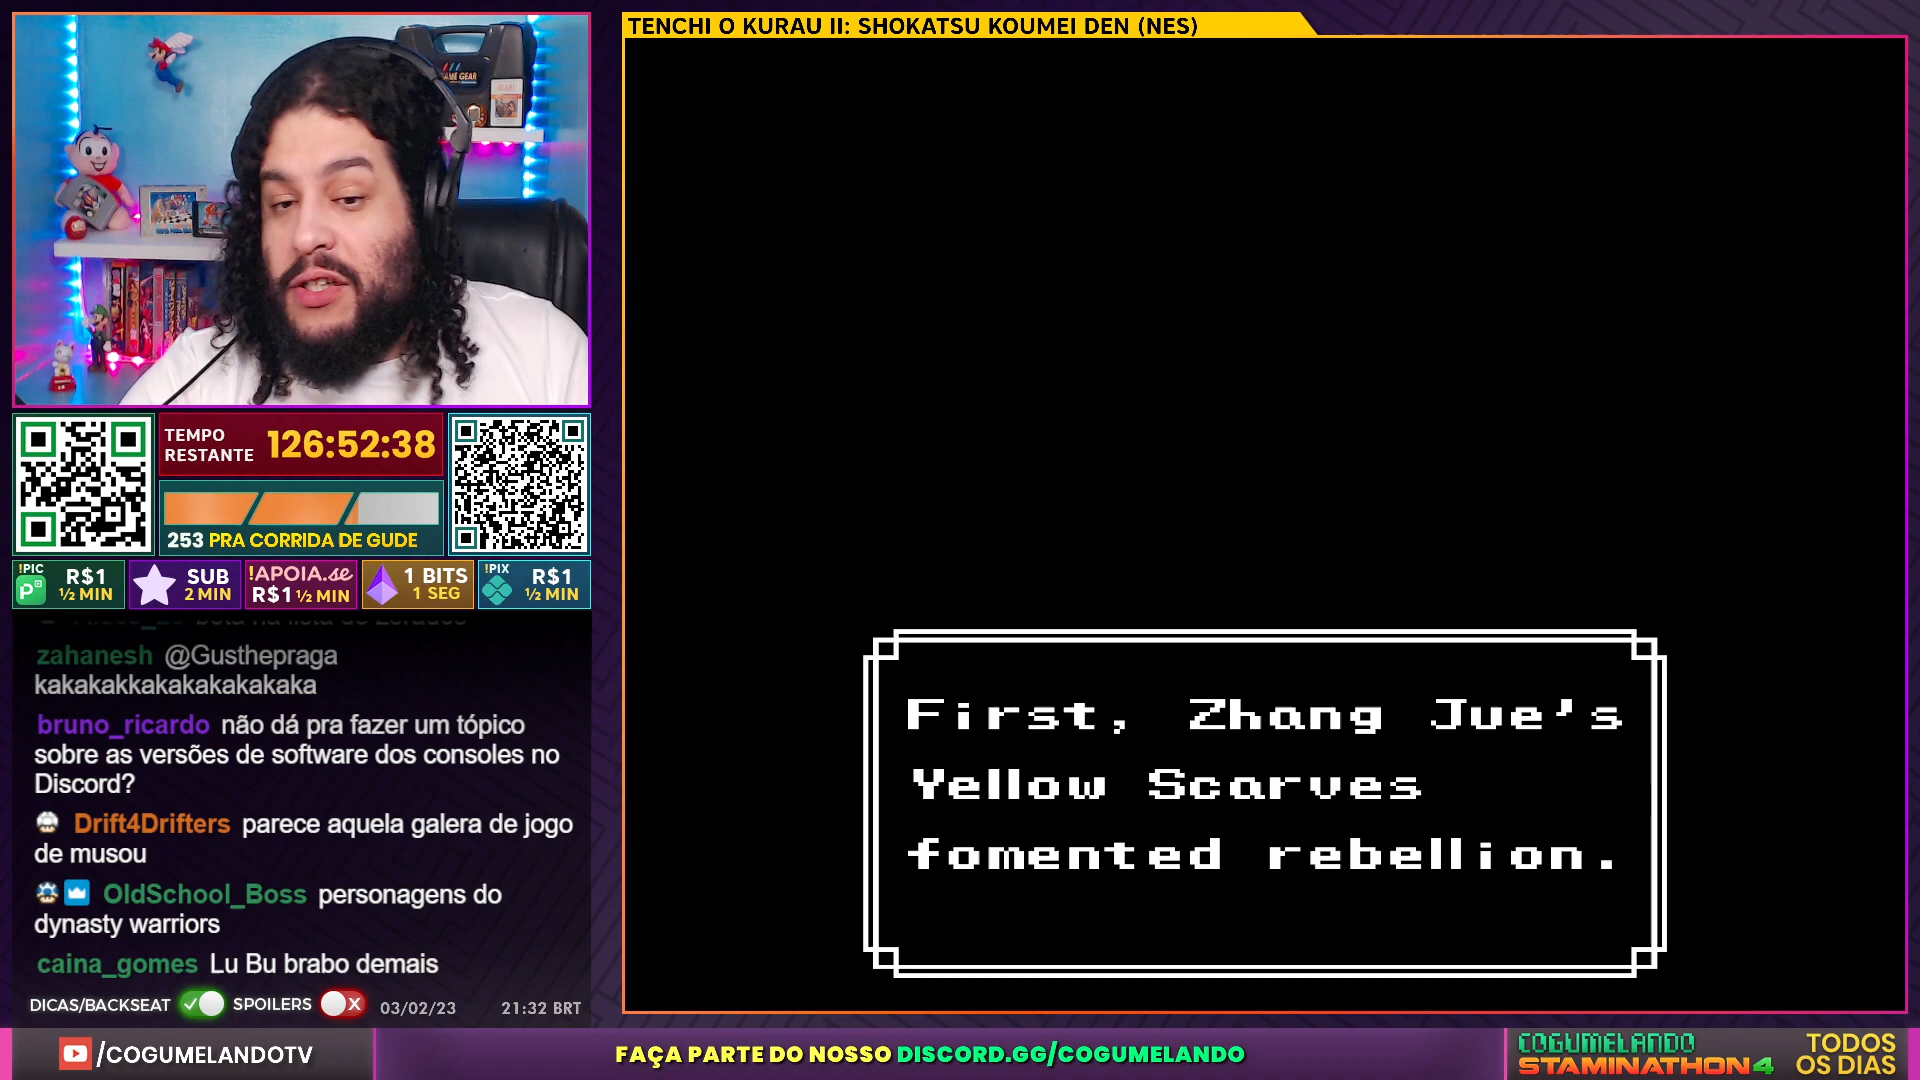 TENCHI O KURAU II: SHOKATSU KOUMEI DEN (NES)
GAME GEAR
TEMPO
RESTANTE
126:52:38
253 PRA CORRIDA DE GUDE
!PIC
R$1
½ MIN
SUB
2 MIN
!APOIA.se
R$1 ½ MIN
1 BITS
1 SEG
!PIX
R$1
½ MIN
zahanesh @Gusthepraga
kakakakkakakakakakaka
bruno_ricardo não dá pra fazer um tópico
sobre as versões de software dos consoles no
Discord?
Drift4Drifters parece aquela galera de jogo
de musou
OldSchool_Boss personagens do
dynasty warriors
caina_gomes Lu Bu brabo demais
DICAS/BACKSEAT SPOILERS X 03/02/23 21:32 BRT
First, Zhang Jue's
Yellow Scarves
fomented rebellion.
/COGUMELANDOTV
FAÇA PARTE DO NOSSO DISCORD.GG/COGUMELANDO
COGUMELANDO
STAMINATHON 4
TODOS
OS DIAS